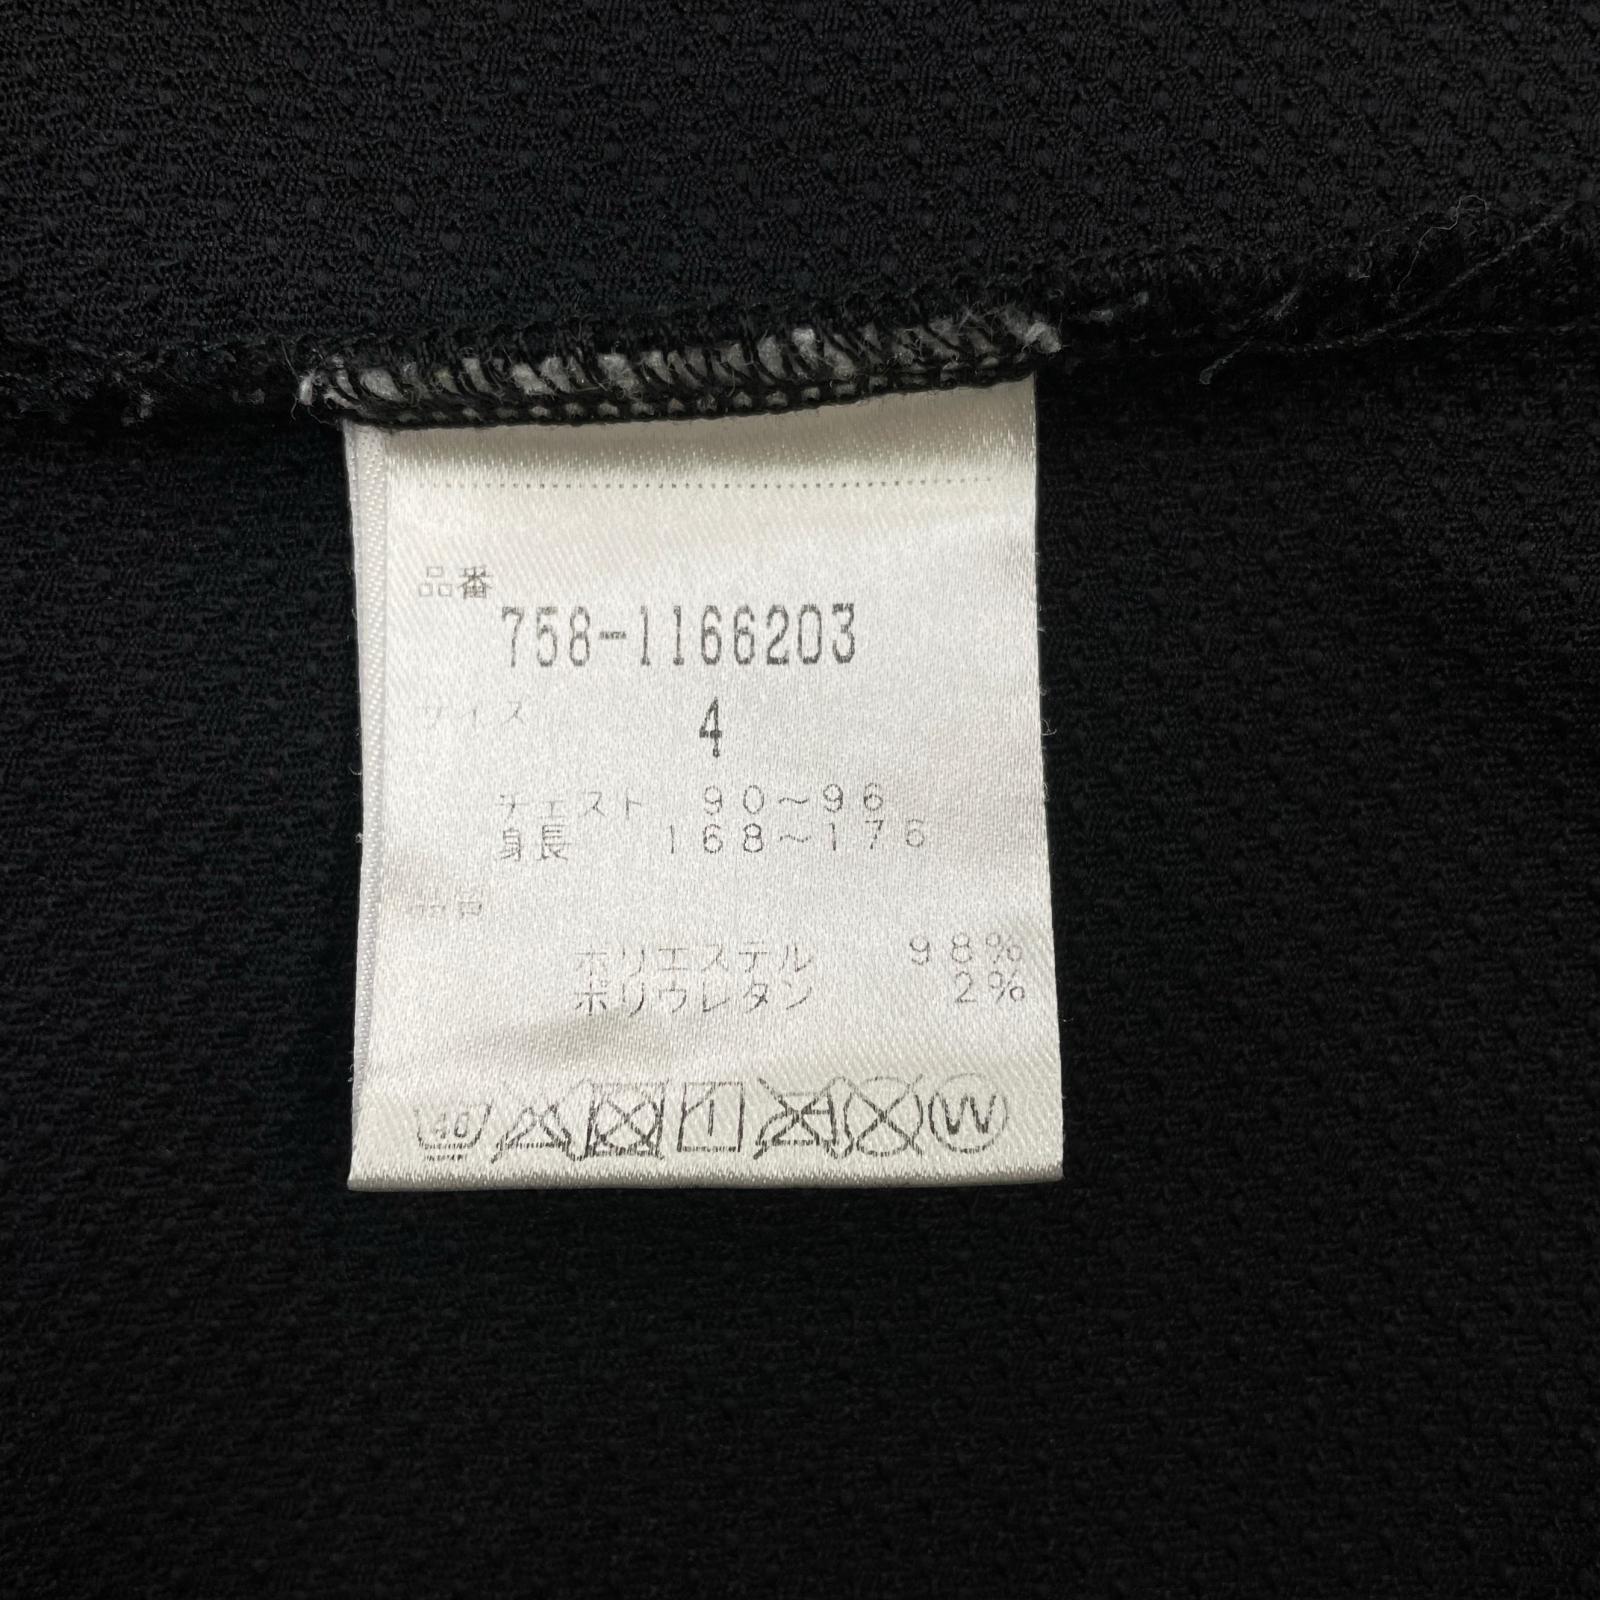 品番
758-1166203
サイズ 4
チェスト 90～96
身長 168～176
ポリエステル 98%
ポリウレタン 2%
40
W